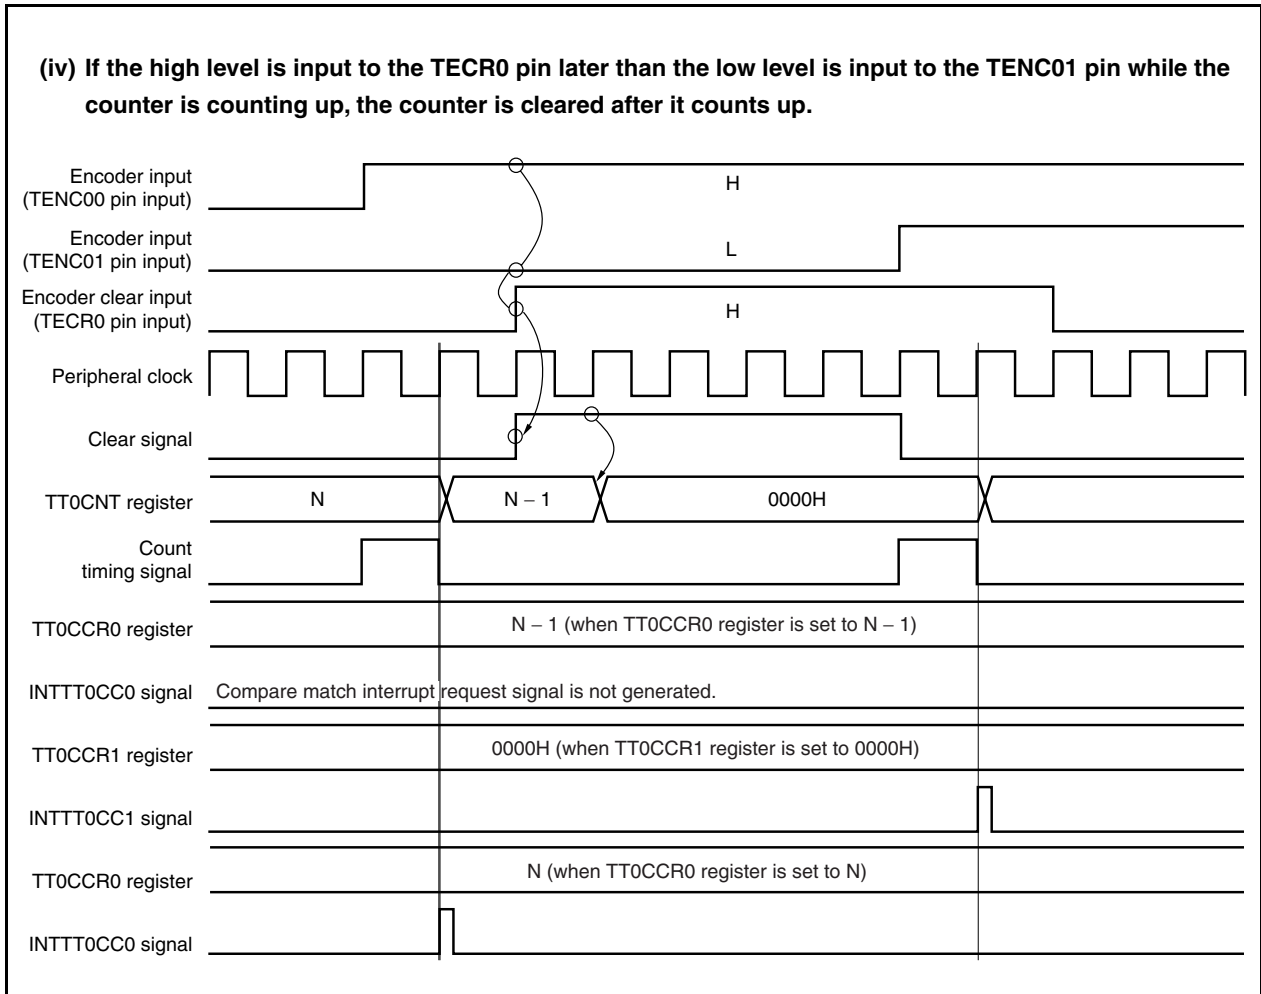 (iv) If the high level is input to the TECR0 pin later than the low level is input to the TENC01 pin while the
counter is counting up, the counter is cleared after it counts up.
Encoder input
(TENC00 pin input)
H
Encoder input
(TENC01 pin input)
L
Encoder clear input
(TECR0 pin input)
H
Peripheral clock
Clear signal
TT0CNT register
N
N − 1
0000H
Count
timing signal
TT0CCR0 register
N − 1 (when TT0CCR0 register is set to N − 1)
INTTT0CC0 signal
Compare match interrupt request signal is not generated.
TT0CCR1 register
0000H (when TT0CCR1 register is set to 0000H)
INTTT0CC1 signal
TT0CCR0 register
N (when TT0CCR0 register is set to N)
INTTT0CC0 signal